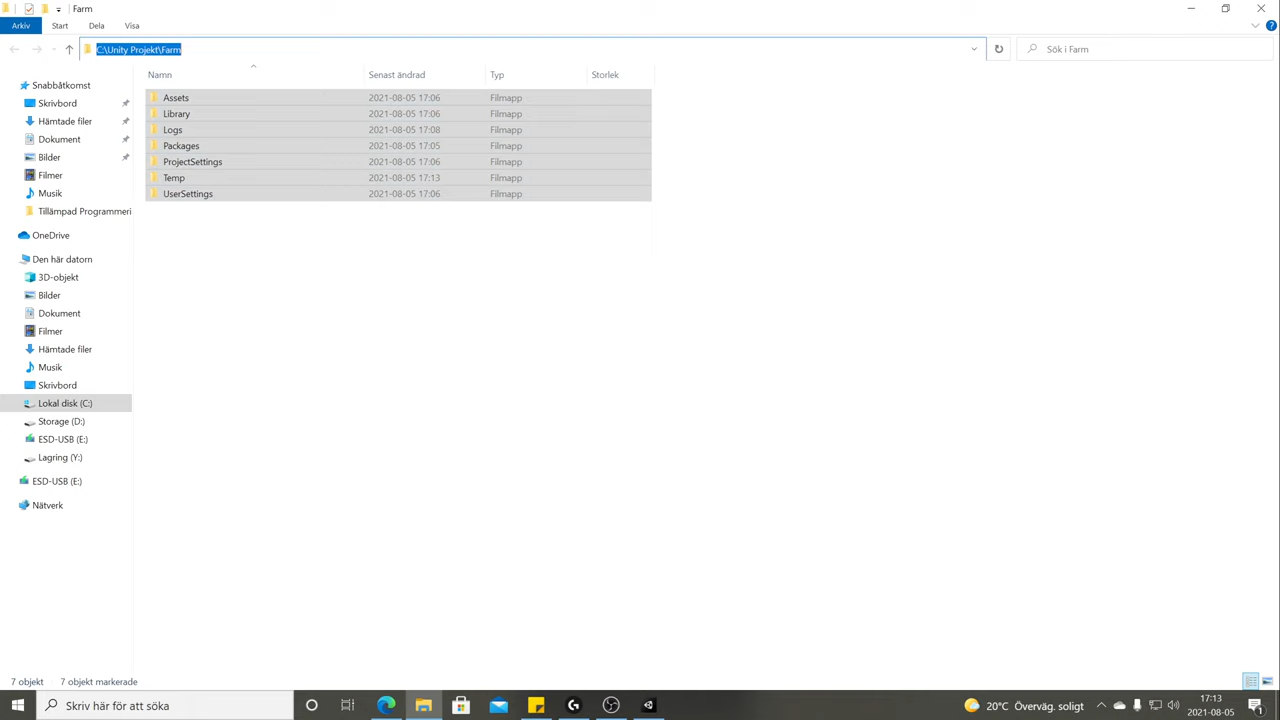 Farm
Arkiv Start Dela Visa
C:\Unity Projekt\Farm
Sök i Farm
Namn Senast ändrad Typ Storlek
Assets 2021-08-05 17:06 Filmapp
Library 2021-08-05 17:06 Filmapp
Logs 2021-08-05 17:08 Filmapp
Packages 2021-08-05 17:05 Filmapp
ProjectSettings 2021-08-05 17:06 Filmapp
Temp 2021-08-05 17:13 Filmapp
UserSettings 2021-08-05 17:06 Filmapp
Snabbåtkomst
Skrivbord
Hämtade filer
Dokument
Bilder
Filmer
Musik
Tillämpad Programmeri
OneDrive
Den här datorn
3D-objekt
Bilder
Dokument
Filmer
Hämtade filer
Musik
Skrivbord
Lokal disk (C:)
Storage (D:)
ESD-USB (E:)
Lagring (Y:)
ESD-USB (E:)
Nätverk
7 objekt 7 objekt markerade
Skriv här för att söka
20°C Överväg. soligt
17:13
2021-08-05
1